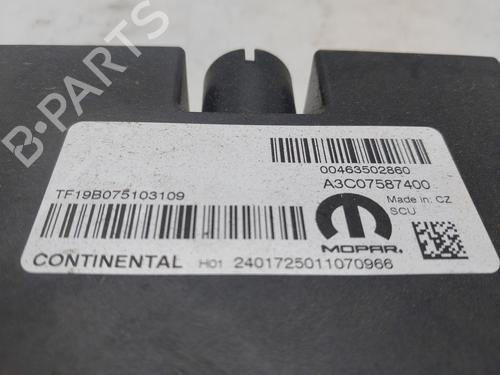 B-PARTS
00463502860
A3C07587400
TF19B075103109
Made in: CZ
SCU
MOPAR.
CONTINENTAL H01 2401725011070966